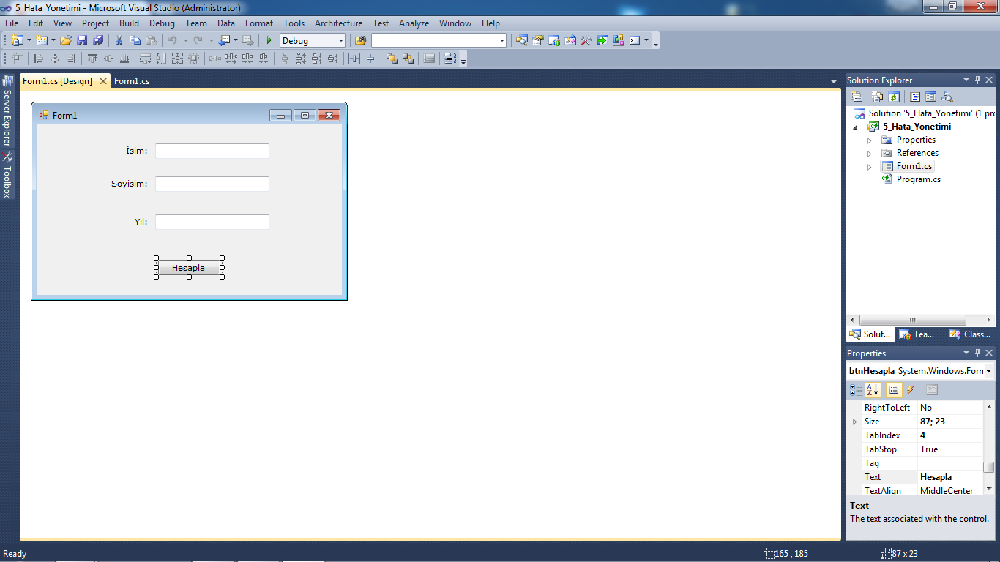 5_Hata_Yonetimi - Microsoft Visual Studio (Administrator)
File Edit View Project Build Debug Team Data Format Tools Architecture Test Analyze Window Help
Debug
Server Explorer
Toolbox
Form1.cs [Design] Form1.cs
Form1
İsim:
Soyisim:
Yıl:
Hesapla
Solution Explorer
Solution '5_Hata_Yonetimi' (1 pro
5_Hata_Yonetimi
Properties
References
Form1.cs
Program.cs
Solut... Tea... Class...
Properties
btnHesapla System.Windows.Forn
RightToLeft No
Size 87; 23
TabIndex 4
TabStop True
Tag
Text Hesapla
TextAlign MiddleCenter
Text
The text associated with the control.
Ready 165 , 185 87 x 23